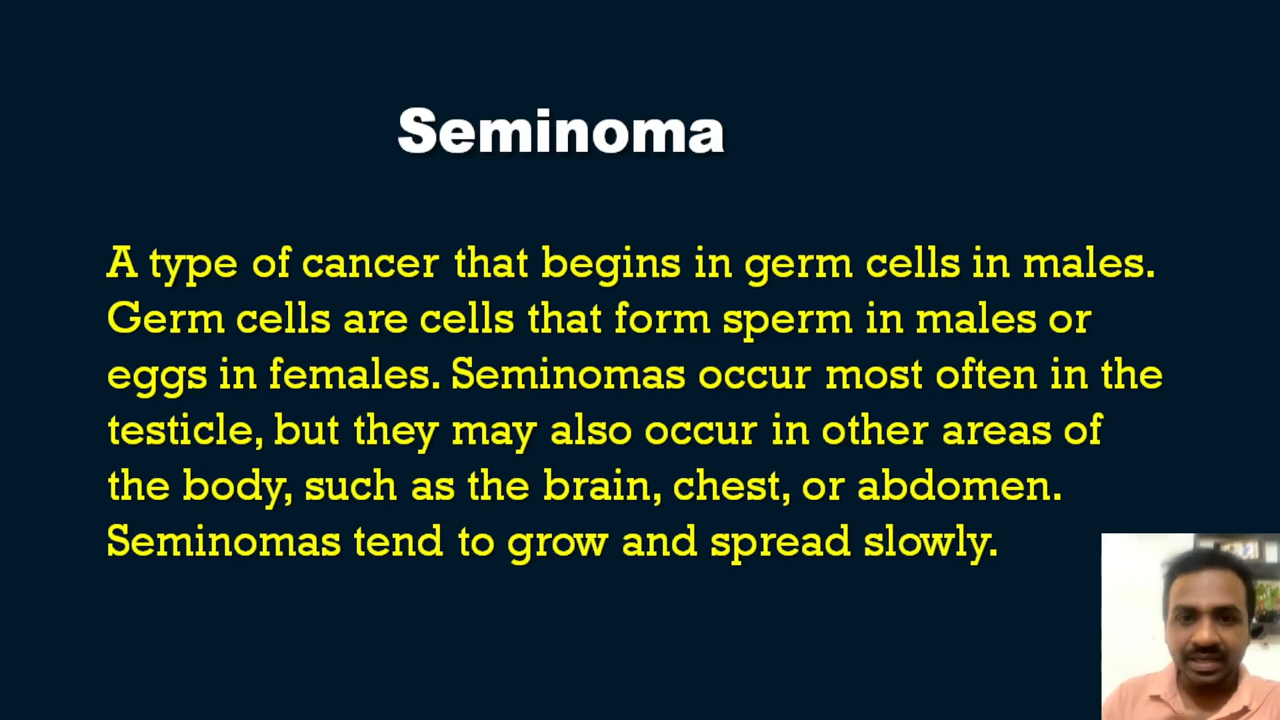 Seminoma
A type of cancer that begins in germ cells in males.
Germ cells are cells that form sperm in males or
eggs in females. Seminomas occur most often in the
testicle, but they may also occur in other areas of
the body, such as the brain, chest, or abdomen.
Seminomas tend to grow and spread slowly.